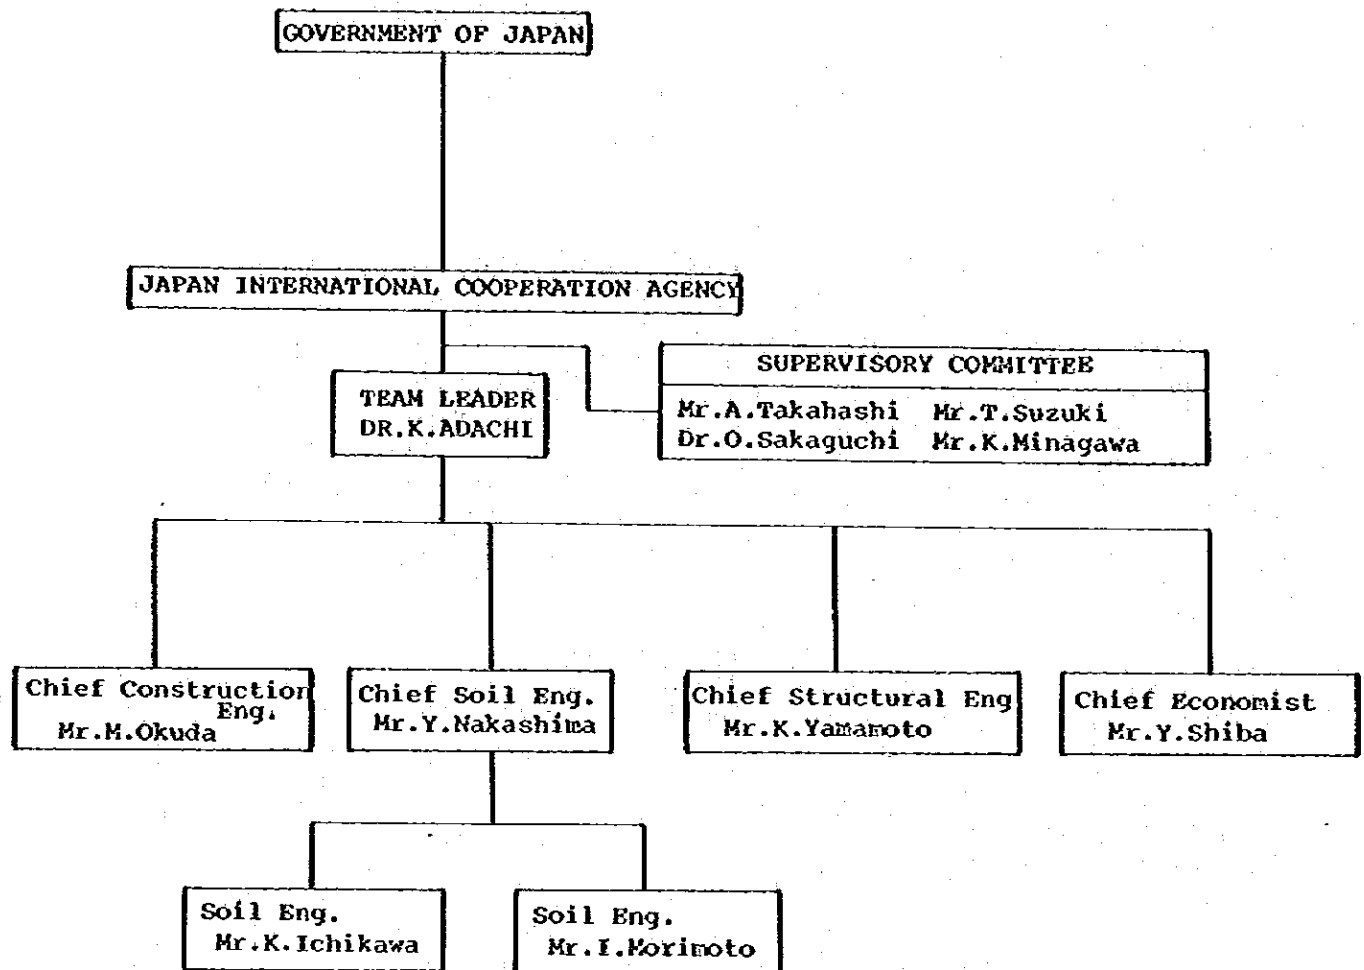 GOVERNMENT OF JAPAN
JAPAN INTERNATIONAL COOPERATION AGENCY
TEAM LEADER
DR.K.ADACHI
SUPERVISORY COMMITTEE
Mr.A.Takahashi Mr.T.Suzuki
Dr.O.Sakaguchi Mr.K.Minagawa
Chief Construction
Eng.
Mr.M.Okuda
Chief Soil Eng.
Mr.Y.Nakashima
Chief Structural Eng
Mr.K.Yamamoto
Chief Economist
Mr.Y.Shiba
Soil Eng.
Mr.K.Ichikawa
Soil Eng.
Mr.I.Morimoto